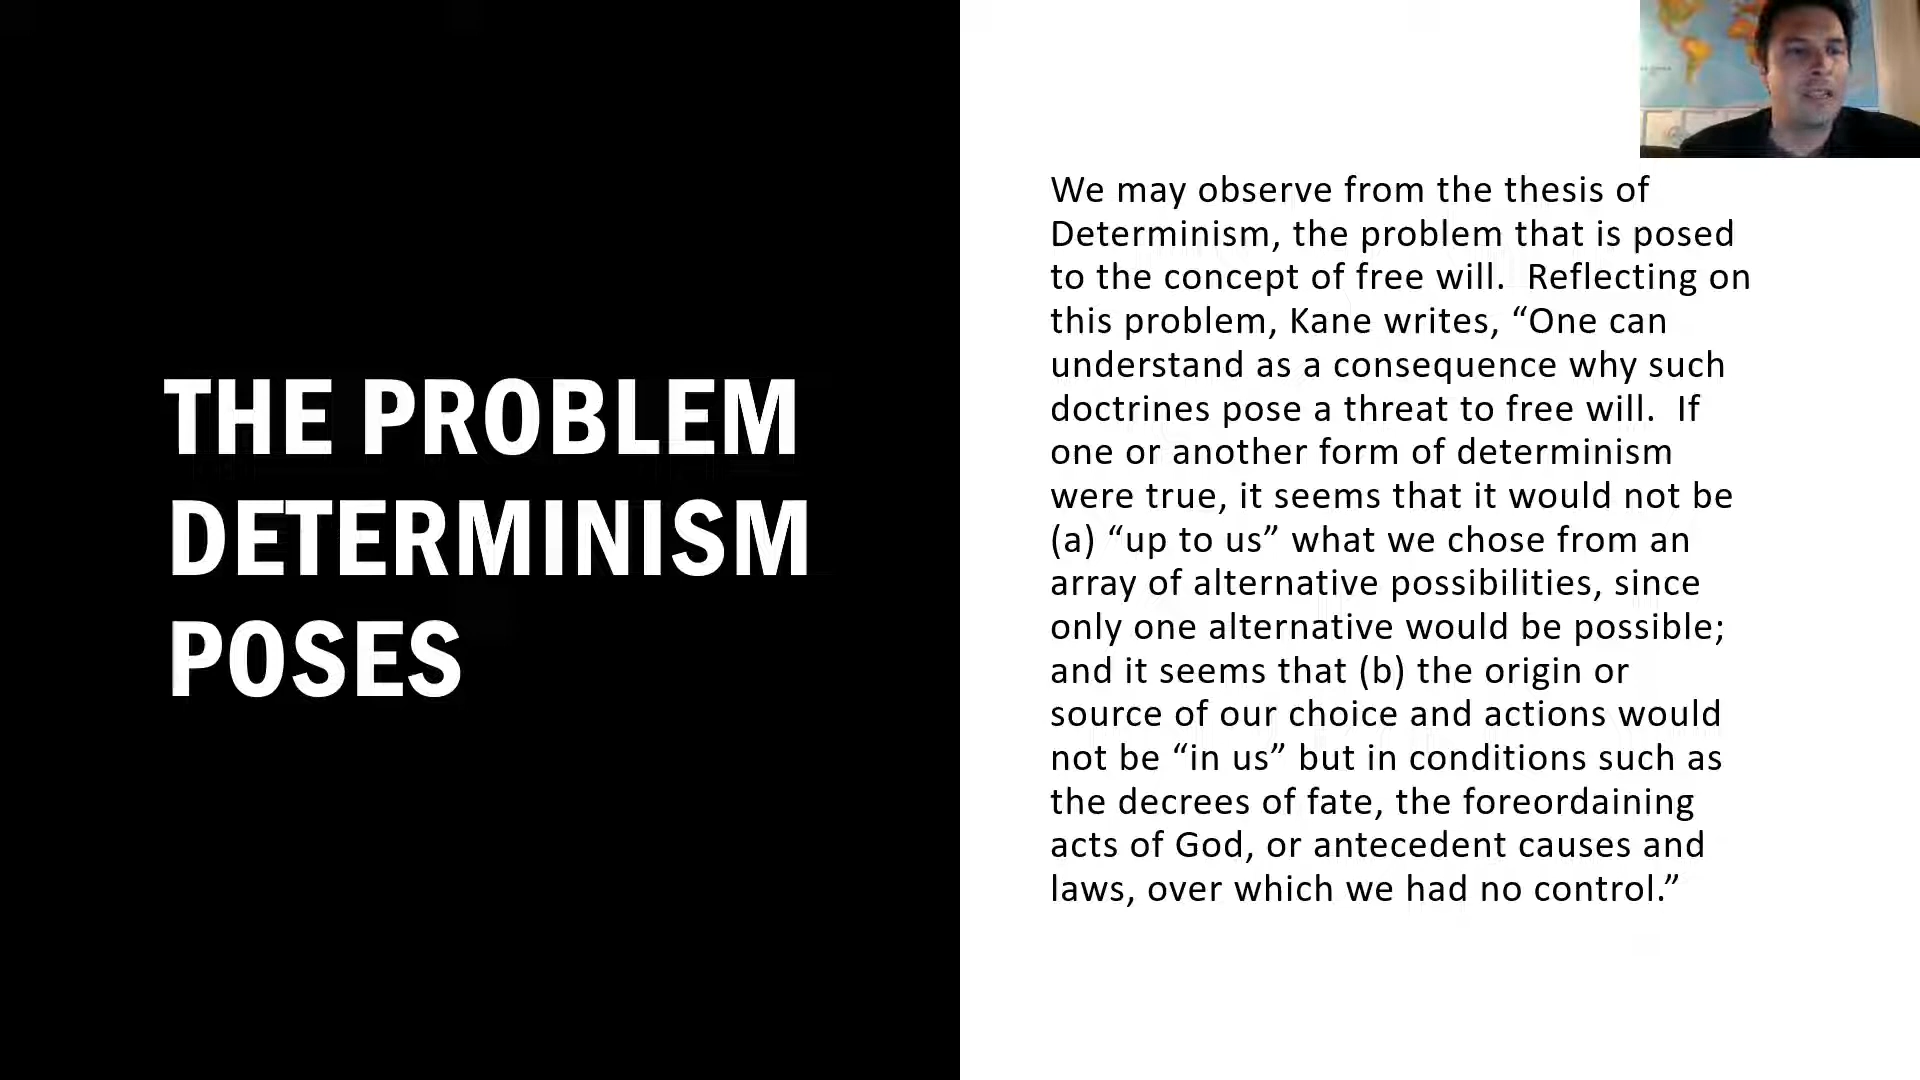 THE PROBLEM
DETERMINISM
POSES
We may observe from the thesis of
Determinism, the problem that is posed
to the concept of free will.  Reflecting on
this problem, Kane writes, “One can
understand as a consequence why such
doctrines pose a threat to free will.  If
one or another form of determinism
were true, it seems that it would not be
(a) “up to us” what we chose from an
array of alternative possibilities, since
only one alternative would be possible;
and it seems that (b) the origin or
source of our choice and actions would
not be “in us” but in conditions such as
the decrees of fate, the foreordaining
acts of God, or antecedent causes and
laws, over which we had no control.”